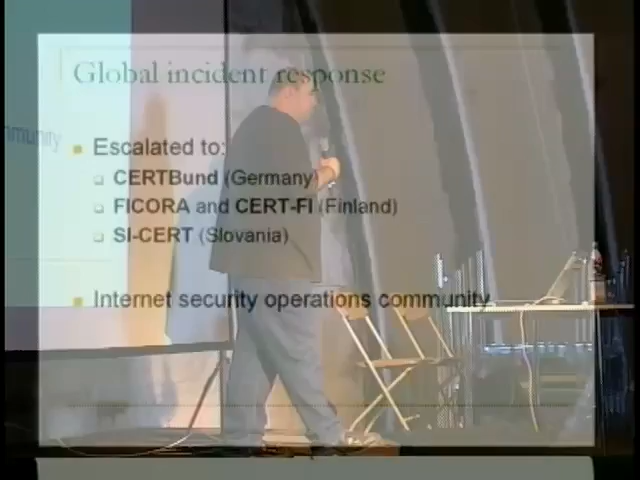 Global incident response
Escalated to:
CERTBund (Germany)
FICORA and CERT-FI (Finland)
SI-CERT (Slovania)
Internet security operations community
mmunity